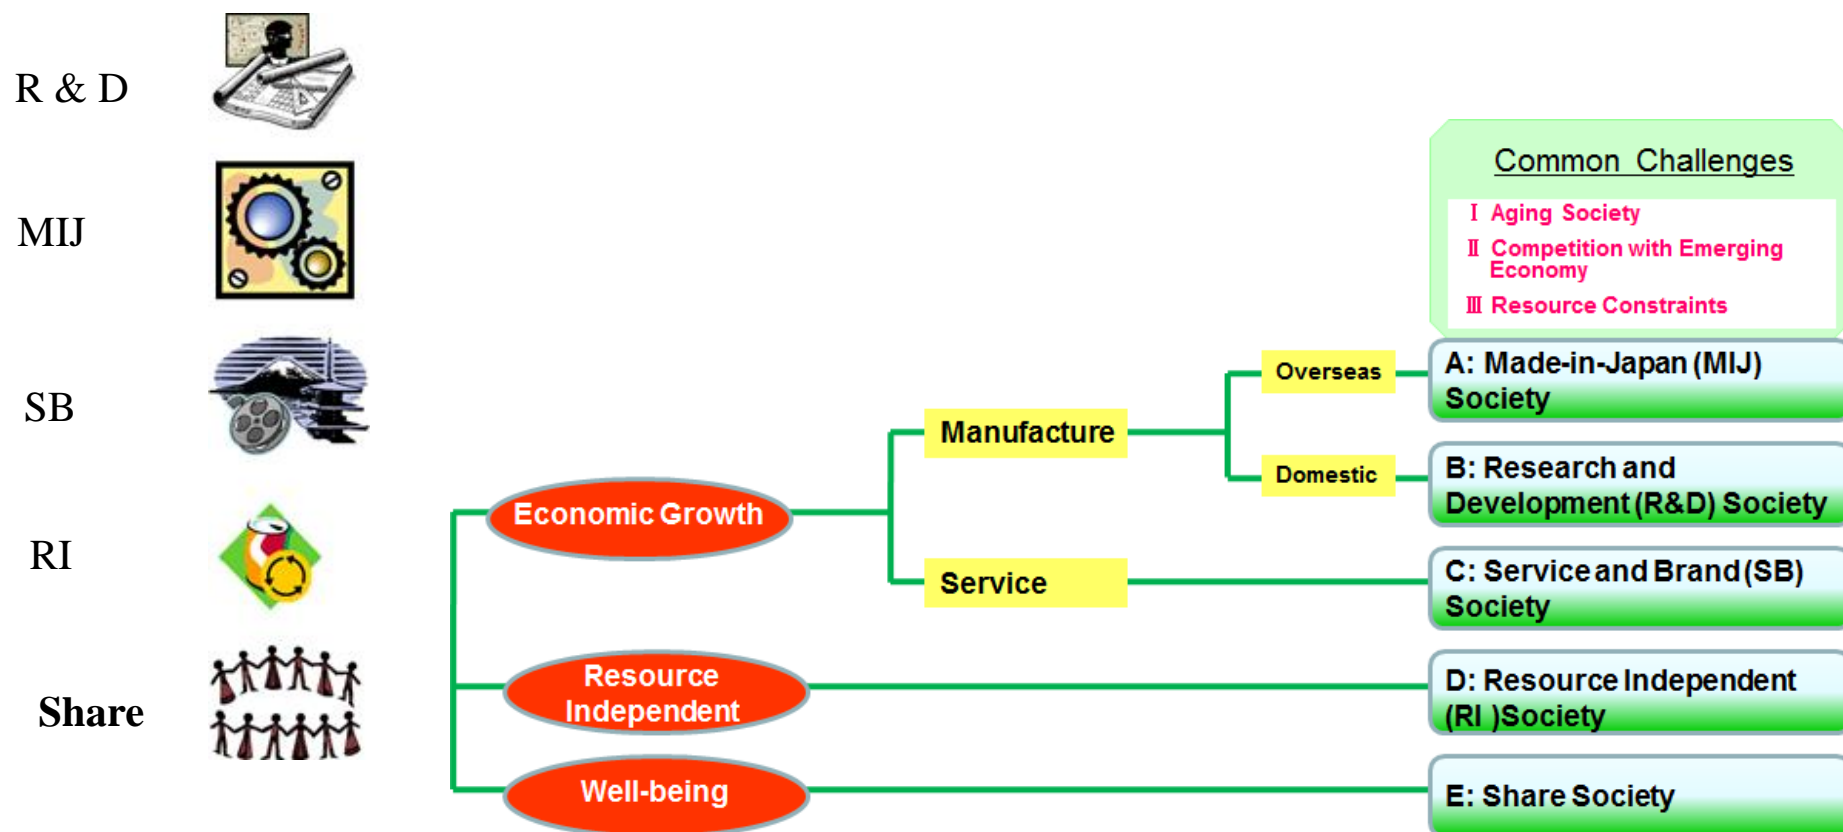 R & D
MIJ
SB
RI
Share
Common Challenges
Ⅰ Aging Society
Ⅱ Competition with Emerging
Economy
Ⅲ Resource Constraints
Overseas
Domestic
Manufacture
Service
Economic Growth
Resource
Independent
Well-being
A: Made-in-Japan (MIJ)
Society
B: Research and
Development (R&D) Society
C: Service and Brand (SB)
Society
D: Resource Independent
(RI )Society
E: Share Society